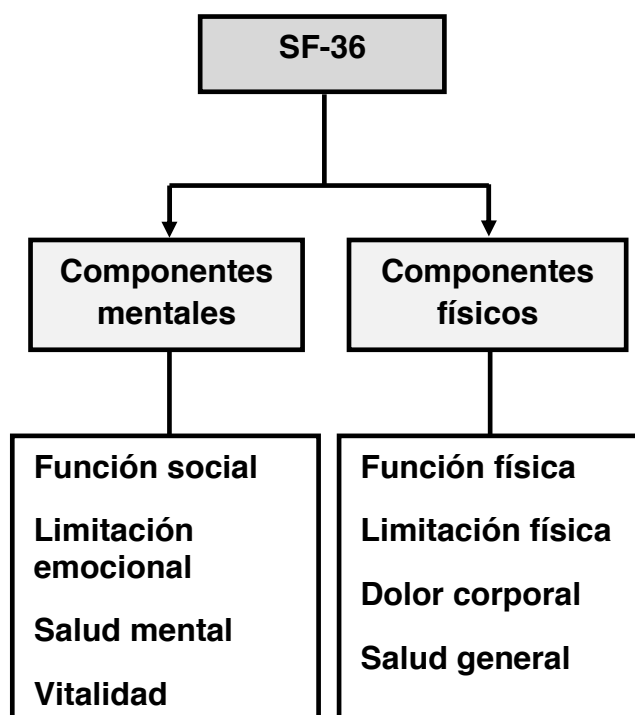 SF-36
Componentes
mentales
Componentes
físicos
Función social
Limitación
emocional
Salud mental
Vitalidad
Función física
Limitación física
Dolor corporal
Salud general